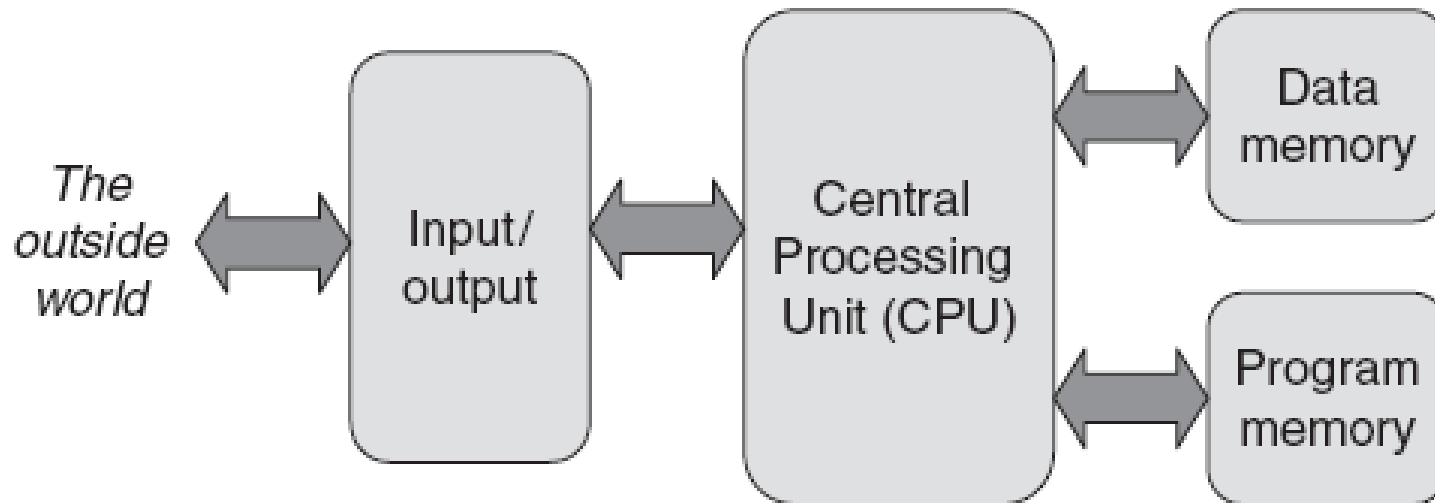 The
outside
world
Input/
output
Central
Processing
Unit (CPU)
Data
memory
Program
memory